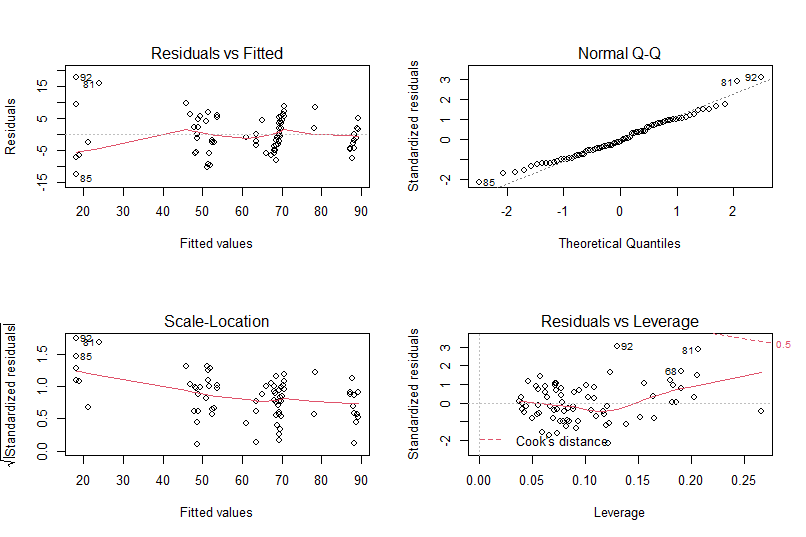 Residuals vs Fitted
Residuals
15
5
-5
-15
92
81
85
20 30 40 50 60 70 80 90
Fitted values
Normal Q-Q
Standardized residuals
3
2
1
0
-2
81
92
85
-2 -1 0 1 2
Theoretical Quantiles
Scale-Location
√|Standardized residuals|
1.5
1.0
0.5
0.0
92
81
85
20 30 40 50 60 70 80 90
Fitted values
Residuals vs Leverage
Standardized residuals
3
2
1
0
-2
92
81
68
0.5
Cook's distance
0.00 0.05 0.10 0.15 0.20 0.25
Leverage